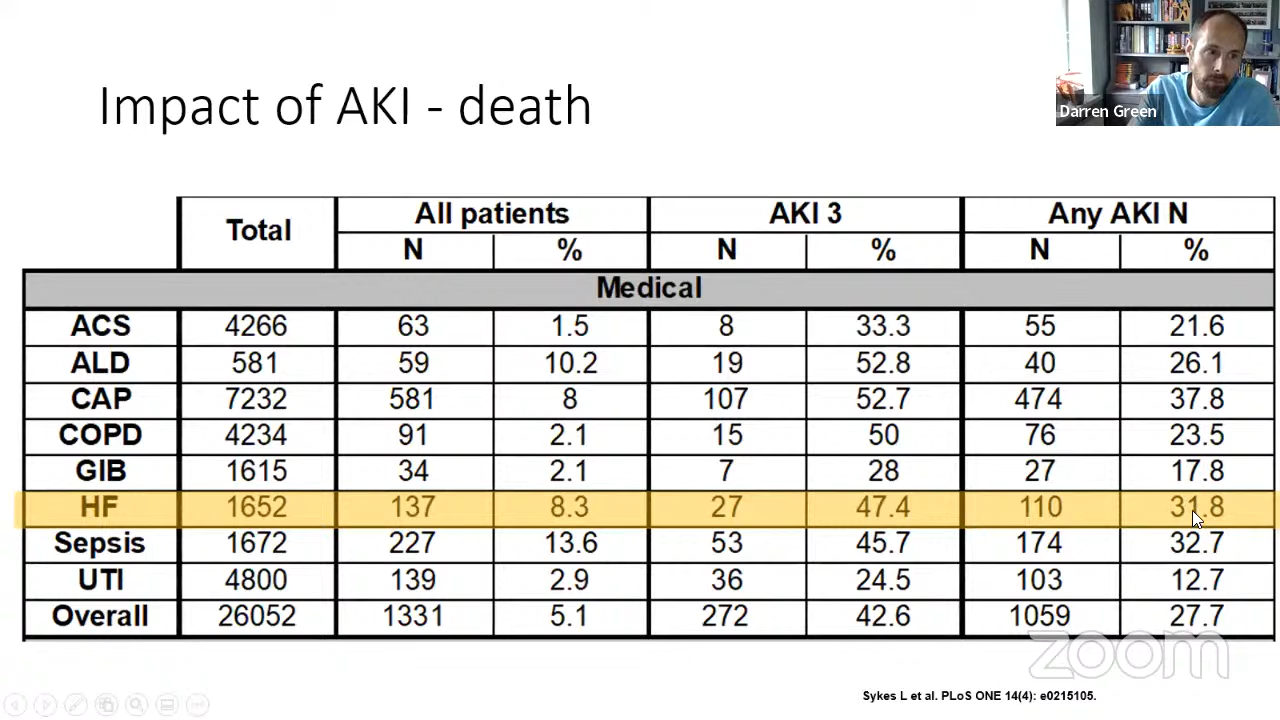 Darren Green
Impact of AKI - death
Total All patients AKI 3 Any AKI N
N % N % N %
Medical
ACS 4266 63 1.5 8 33.3 55 21.6
ALD 581 59 10.2 19 52.8 40 26.1
CAP 7232 581 8 107 52.7 474 37.8
COPD 4234 91 2.1 15 50 76 23.5
GIB 1615 34 2.1 7 28 27 17.8
HF 1652 137 8.3 27 47.4 110 31.8
Sepsis 1672 227 13.6 53 45.7 174 32.7
UTI 4800 139 2.9 36 24.5 103 12.7
Overall 26052 1331 5.1 272 42.6 1059 27.7
zoom
Sykes L et al. PLoS ONE 14(4): e0215105.